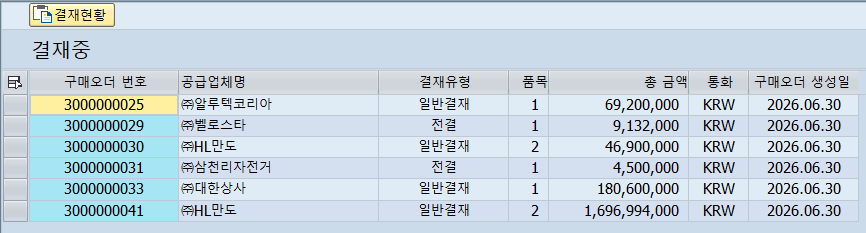 결재현황
결재중
구매오더 번호 공급업체명 결재유형 품목 총 금액 통화 구매오더 생성일
3000000025 ㈜알루텍코리아 일반결재 1 69,200,000 KRW 2026.06.30
3000000029 ㈜벨로스타 전결 1 9,132,000 KRW 2026.06.30
3000000030 ㈜HL만도 일반결재 2 46,900,000 KRW 2026.06.30
3000000031 ㈜삼천리자전거 전결 1 4,500,000 KRW 2026.06.30
3000000033 ㈜대한상사 일반결재 1 180,600,000 KRW 2026.06.30
3000000041 ㈜HL만도 일반결재 2 1,696,994,000 KRW 2026.06.30